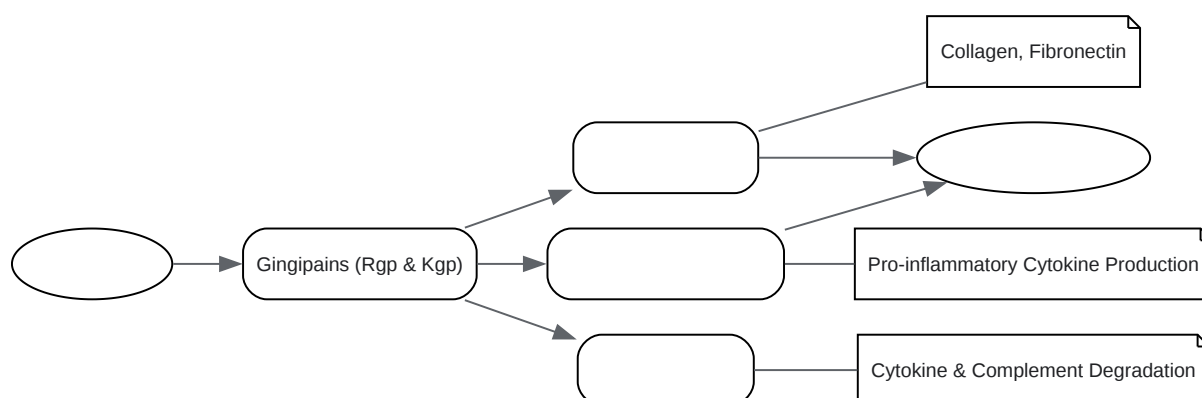 Collagen, Fibronectin
Gingipains (Rgp & Kgp)
Pro-inflammatory Cytokine Production
Cytokine & Complement Degradation